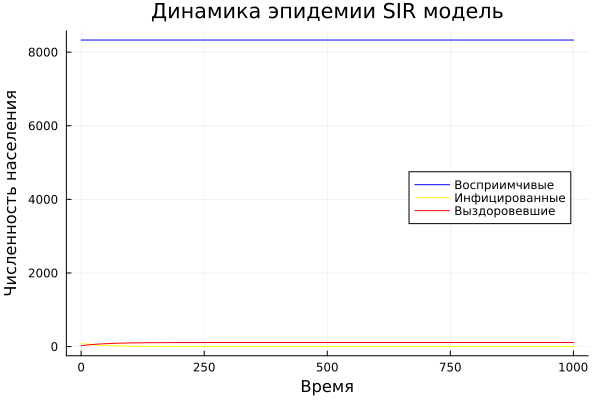 Динамика эпидемии SIR модель
Численность населения
8000
6000
4000
2000
0
Восприимчивые
Инфицированные
Выздоровевшие
0 250 500 750 1000
Время